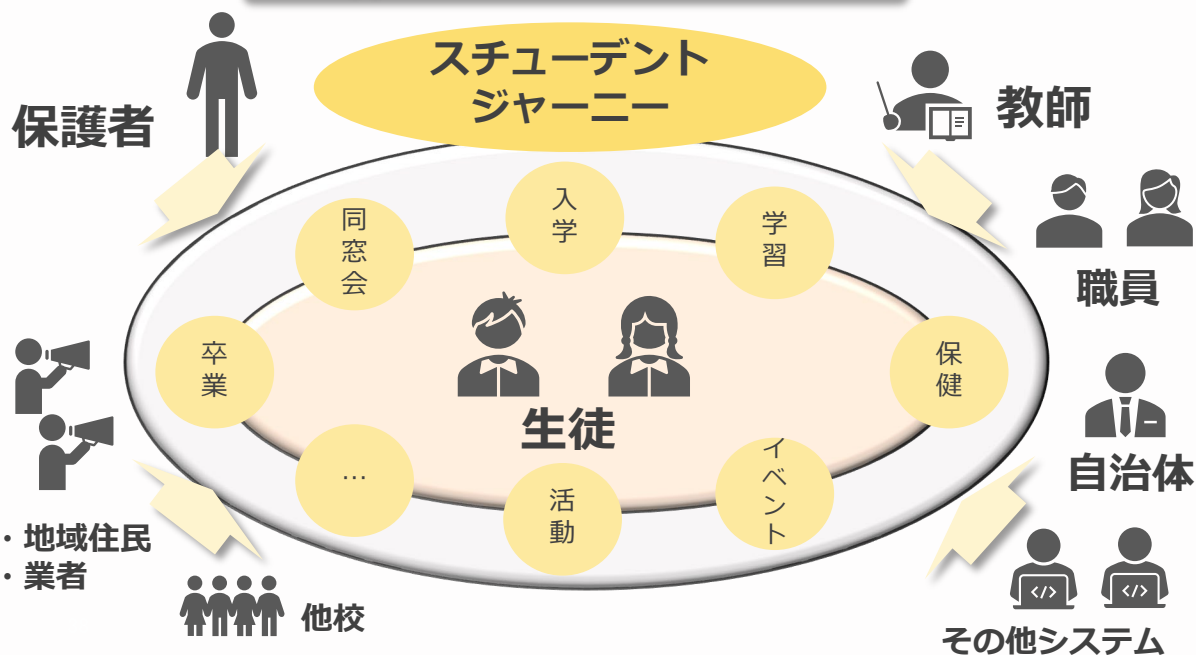 スチューデント
ジャーニー
保護者
教師
入学
同窓会
学習
職員
卒業
保健
生徒
自治体
…
イベント
活動
・地域住民
・業者
他校
</>
</>
その他システム